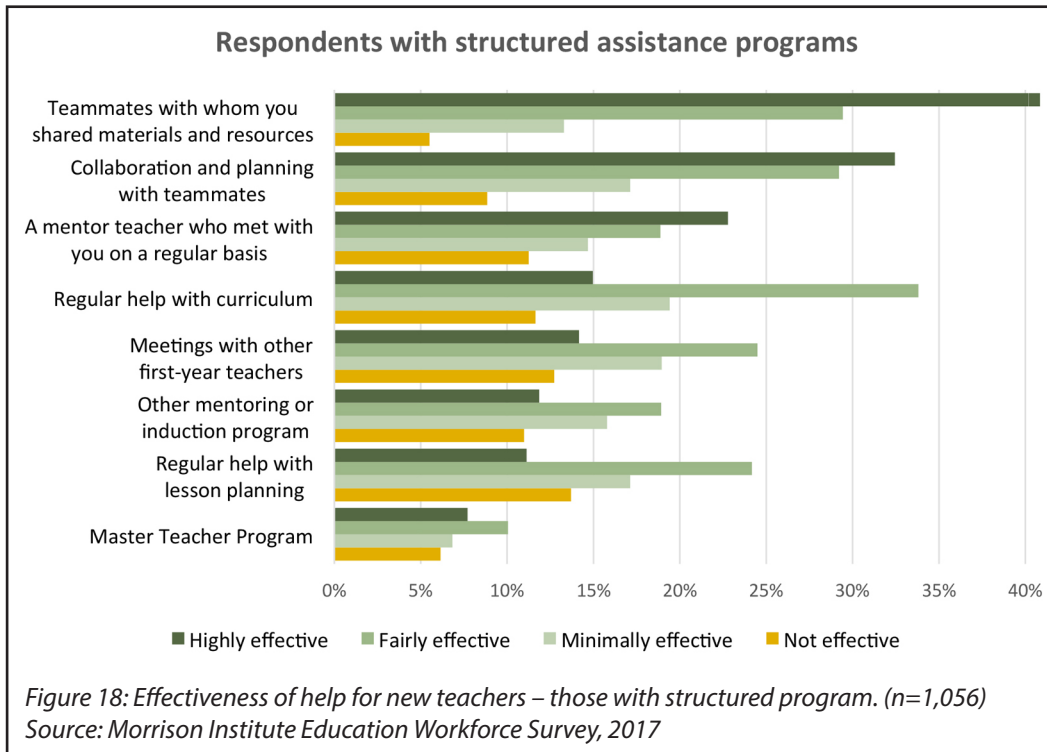 Respondents with structured assistance programs
Teammates with whom you
shared materials and resources
Collaboration and planning
with teammates
A mentor teacher who met with
you on a regular basis
Regular help with curriculum
Meetings with other
first-year teachers
Other mentoring or
induction program
Regular help with
lesson planning
Master Teacher Program
0% 5% 10% 15% 20% 25% 30% 35% 40%
Highly effective Fairly effective Minimally effective Not effective
Figure 18: Effectiveness of help for new teachers – those with structured program. (n=1,056)
Source: Morrison Institute Education Workforce Survey, 2017